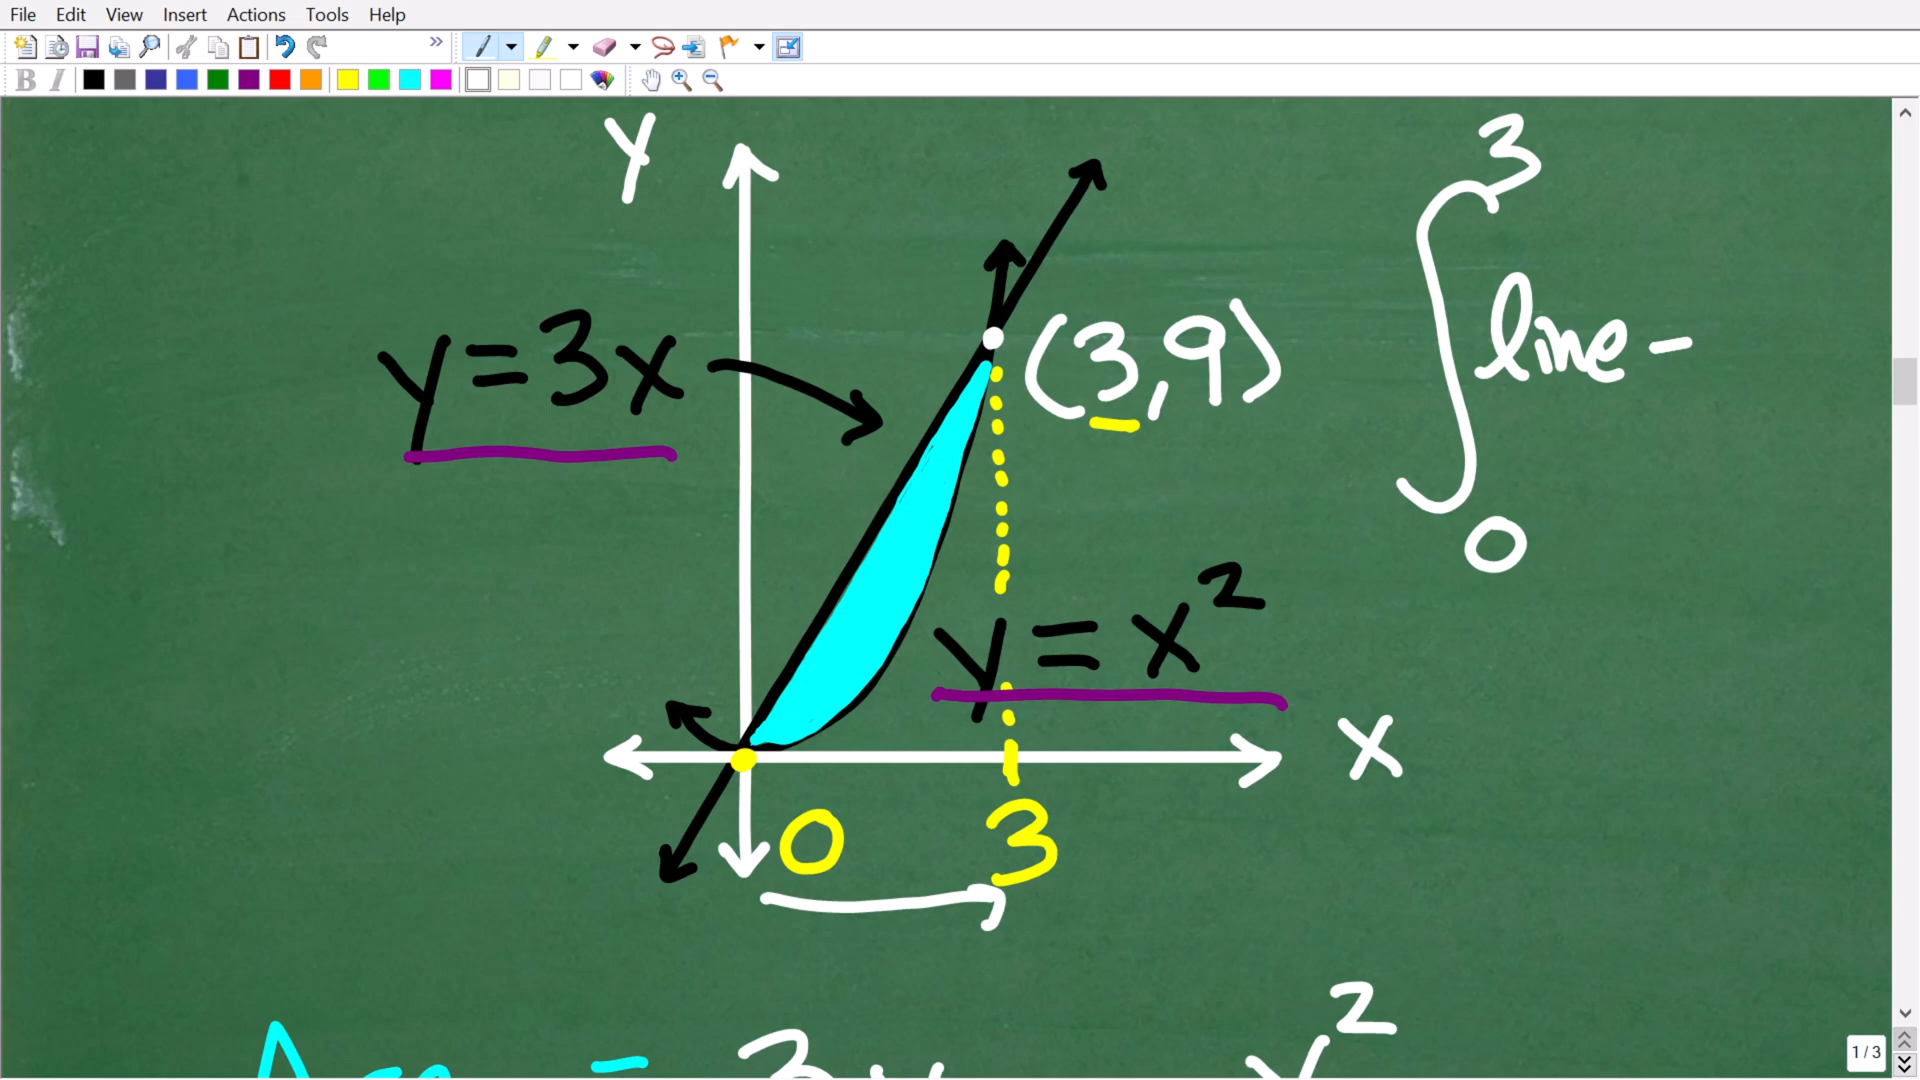 File Edit View Insert Actions Tools Help
B I
y
3
line -
0
y = 3x
(3,9)
y = x²
x
0 3
1 / 3